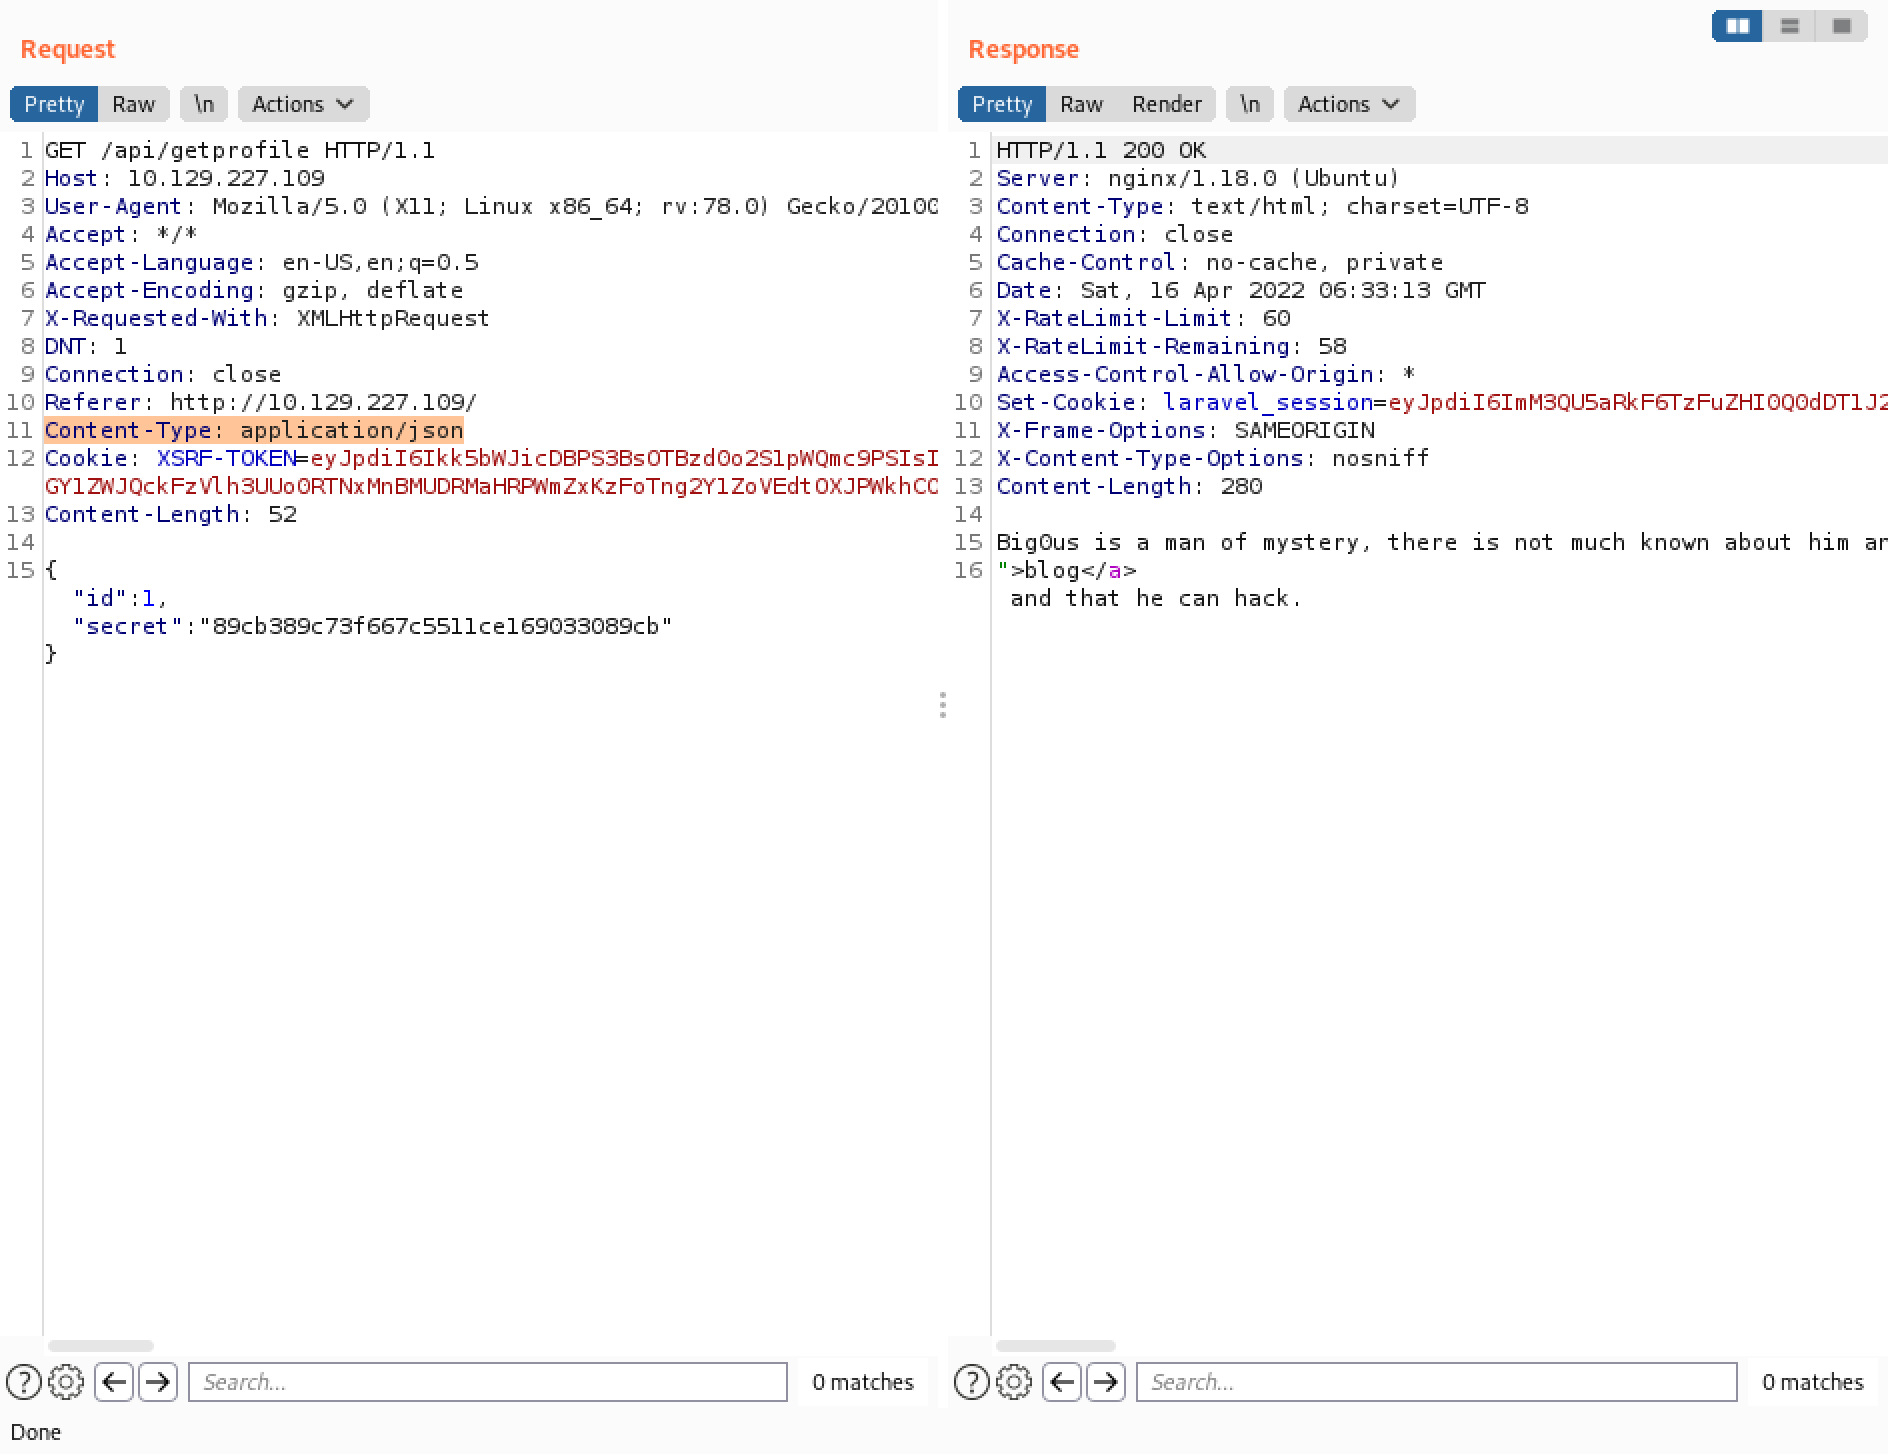 Request
Pretty Raw \n Actions
1 GET /api/getprofile HTTP/1.1
2 Host: 10.129.227.109
3 User-Agent: Mozilla/5.0 (X11; Linux x86_64; rv:78.0) Gecko/20100
4 Accept: */*
5 Accept-Language: en-US,en;q=0.5
6 Accept-Encoding: gzip, deflate
7 X-Requested-With: XMLHttpRequest
8 DNT: 1
9 Connection: close
10 Referer: http://10.129.227.109/
11 Content-Type: application/json
12 Cookie: XSRF-TOKEN=eyJpdiI6Ikk5bWJicDBPS3BsOTBzd0o2S1pWQmc9PSIsI
GY1ZWJQckFzVlh3UUo0RTNxMnBMUDRMaHRPWmZxKzFoTng2Y1ZoVEdtOXJPWkhCO
13 Content-Length: 52
14
15 {
"id":1,
"secret":"89cb389c73f667c5511ce169033089cb"
}
Search...
0 matches
Done
Response
Pretty Raw Render \n Actions
1 HTTP/1.1 200 OK
2 Server: nginx/1.18.0 (Ubuntu)
3 Content-Type: text/html; charset=UTF-8
4 Connection: close
5 Cache-Control: no-cache, private
6 Date: Sat, 16 Apr 2022 06:33:13 GMT
7 X-RateLimit-Limit: 60
8 X-RateLimit-Remaining: 58
9 Access-Control-Allow-Origin: *
10 Set-Cookie: laravel_session=eyJpdiI6ImM3QU5aRkF6TzFuZHI0Q0dDT1J2
11 X-Frame-Options: SAMEORIGIN
12 X-Content-Type-Options: nosniff
13 Content-Length: 280
14
15 Big0us is a man of mystery, there is not much known about him an
16 ">blog</a>
and that he can hack.
Search...
0 matches